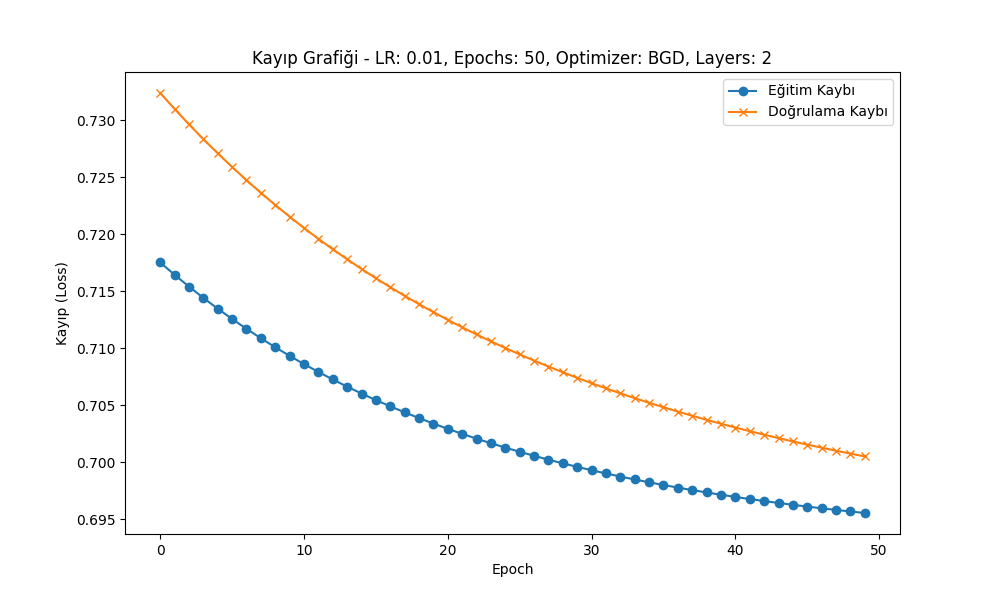 Kayıp Grafiği - LR: 0.01, Epochs: 50, Optimizer: BGD, Layers: 2
Eğitim Kaybı
Doğrulama Kaybı
Kayıp (Loss)
0.730
0.725
0.720
0.715
0.710
0.705
0.700
0.695
0 10 20 30 40 50
Epoch